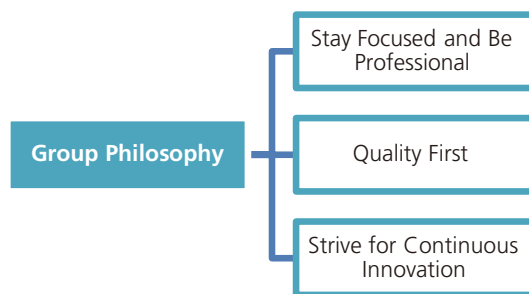 Group Philosophy
Stay Focused and Be
Professional
Quality First
Strive for Continuous
Innovation